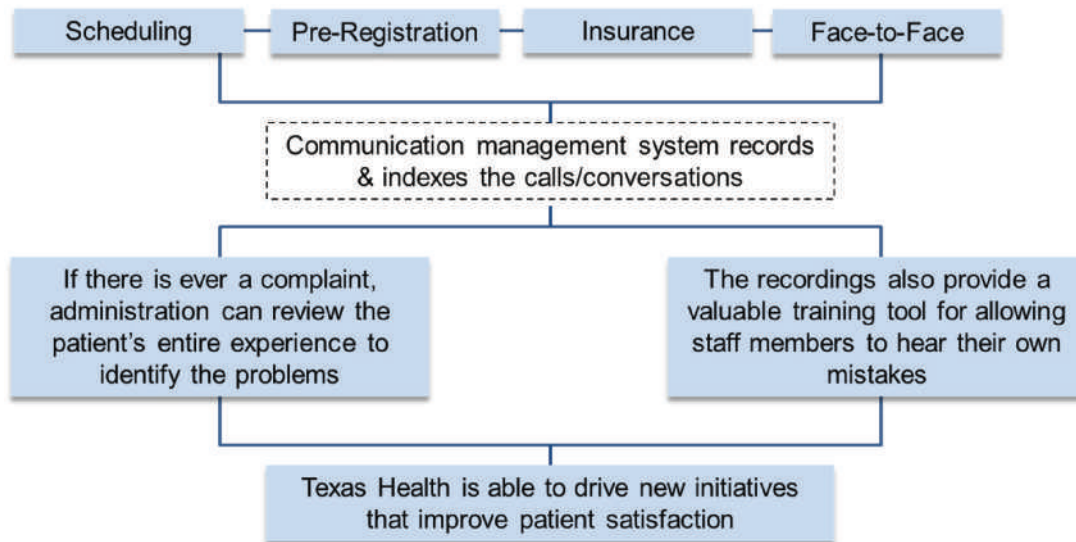 Scheduling
Pre-Registration
Insurance
Face-to-Face
Communication management system records
& indexes the calls/conversations
If there is ever a complaint,
administration can review the
patient's entire experience to
identify the problems
The recordings also provide a
valuable training tool for allowing
staff members to hear their own
mistakes
Texas Health is able to drive new initiatives
that improve patient satisfaction